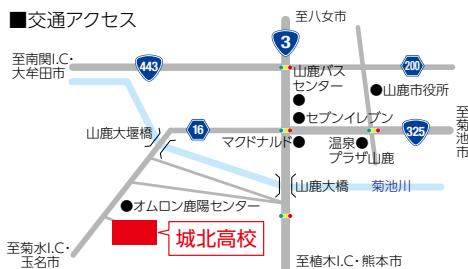 ■交通アクセス
至八女市
3
至南関I.C・
大牟田市
443
200
山鹿バス
センター
山鹿市役所
セブンイレブン
至菊池市
山鹿大堰橋
16
325
マクドナルド
温泉
プラザ山鹿
山鹿大橋
菊池川
オムロン鹿陽センター
城北高校
至菊水I.C・
玉名市
至植木I.C・熊本市